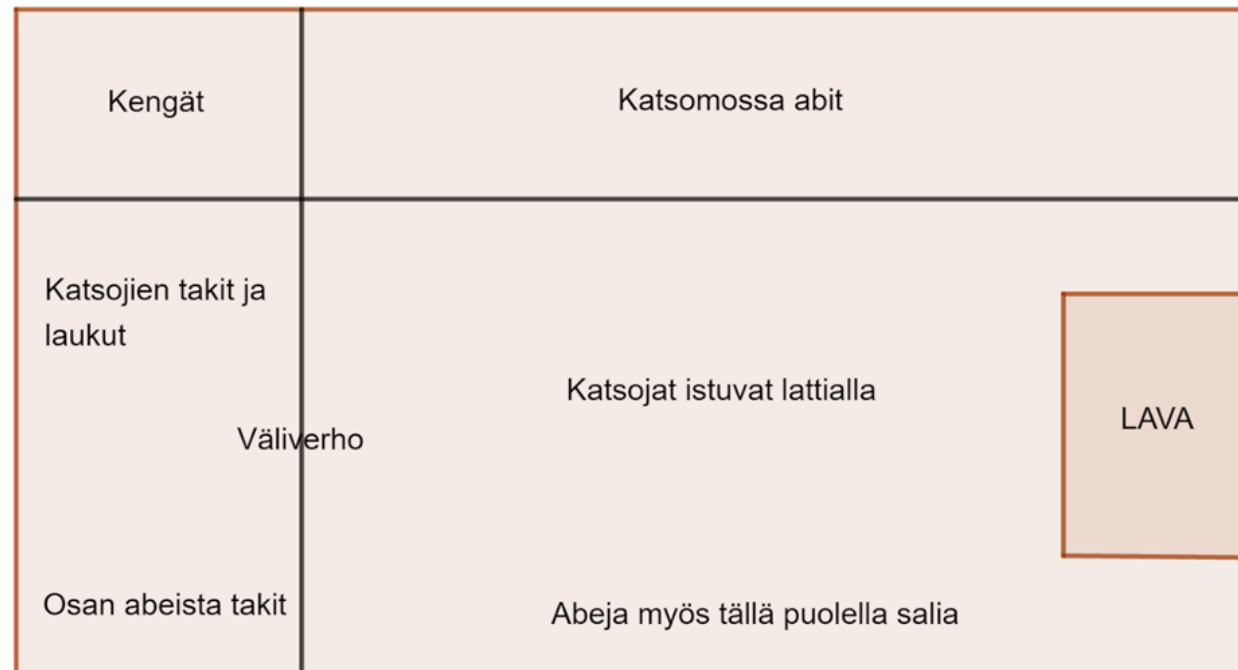 Kengät
Katsomossa abit
Katsojien takit ja
laukut
Katsojat istuvat lattialla
LAVA
Väliverho
Osan abeista takit
Abeja myös tällä puolella salia